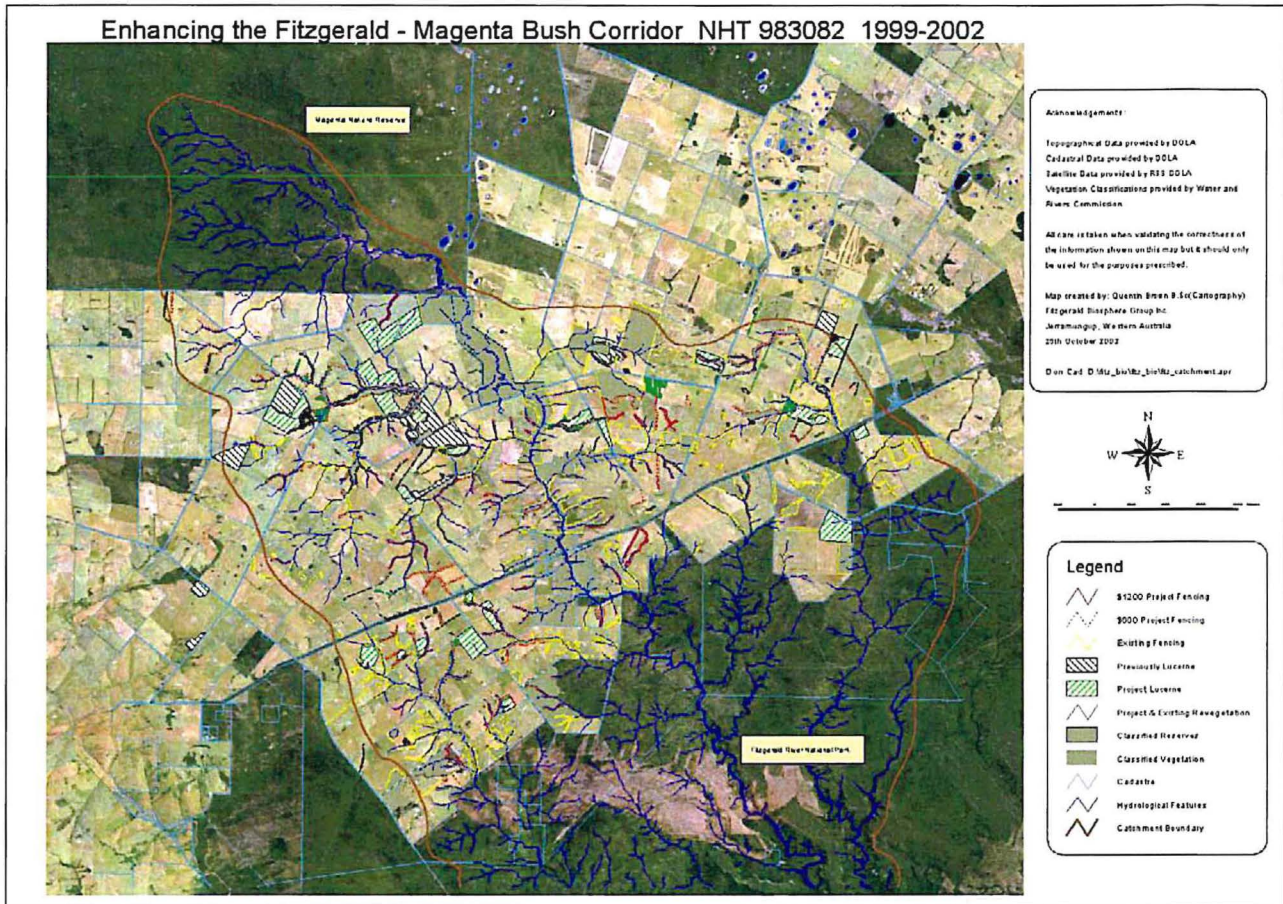 Enhancing the Fitzgerald - Magenta Bush Corridor NHT 983082 1999-2002
Magenta Nature Reserve
Acknowledgements:
Topographical Data provided by DOLA
Cadastral Data provided by DOLA
Satellite Data provided by RSS DOLA
Vegetation Classifications provided by Water and
Rivers Commission
All care is taken when validating the correctness of
the information shown on this map but it should only
be used for the purposes prescribed.
Map created by: Quentin Brown B.Sc(Cartography)
Fitzgerald Biosphere Group Inc.
Jerramungup, Western Australia
25th October 2002
N
W
E
S
Legend
$1200 Project Fencing
$600 Project Fencing
Existing Fencing
Previously Lucerne
Project Lucerne
Project & Existing Revegetation
Classified Reserves
Classified Vegetation
Cadastre
Hydrological Features
Catchment Boundary
Fitzgerald River National Park